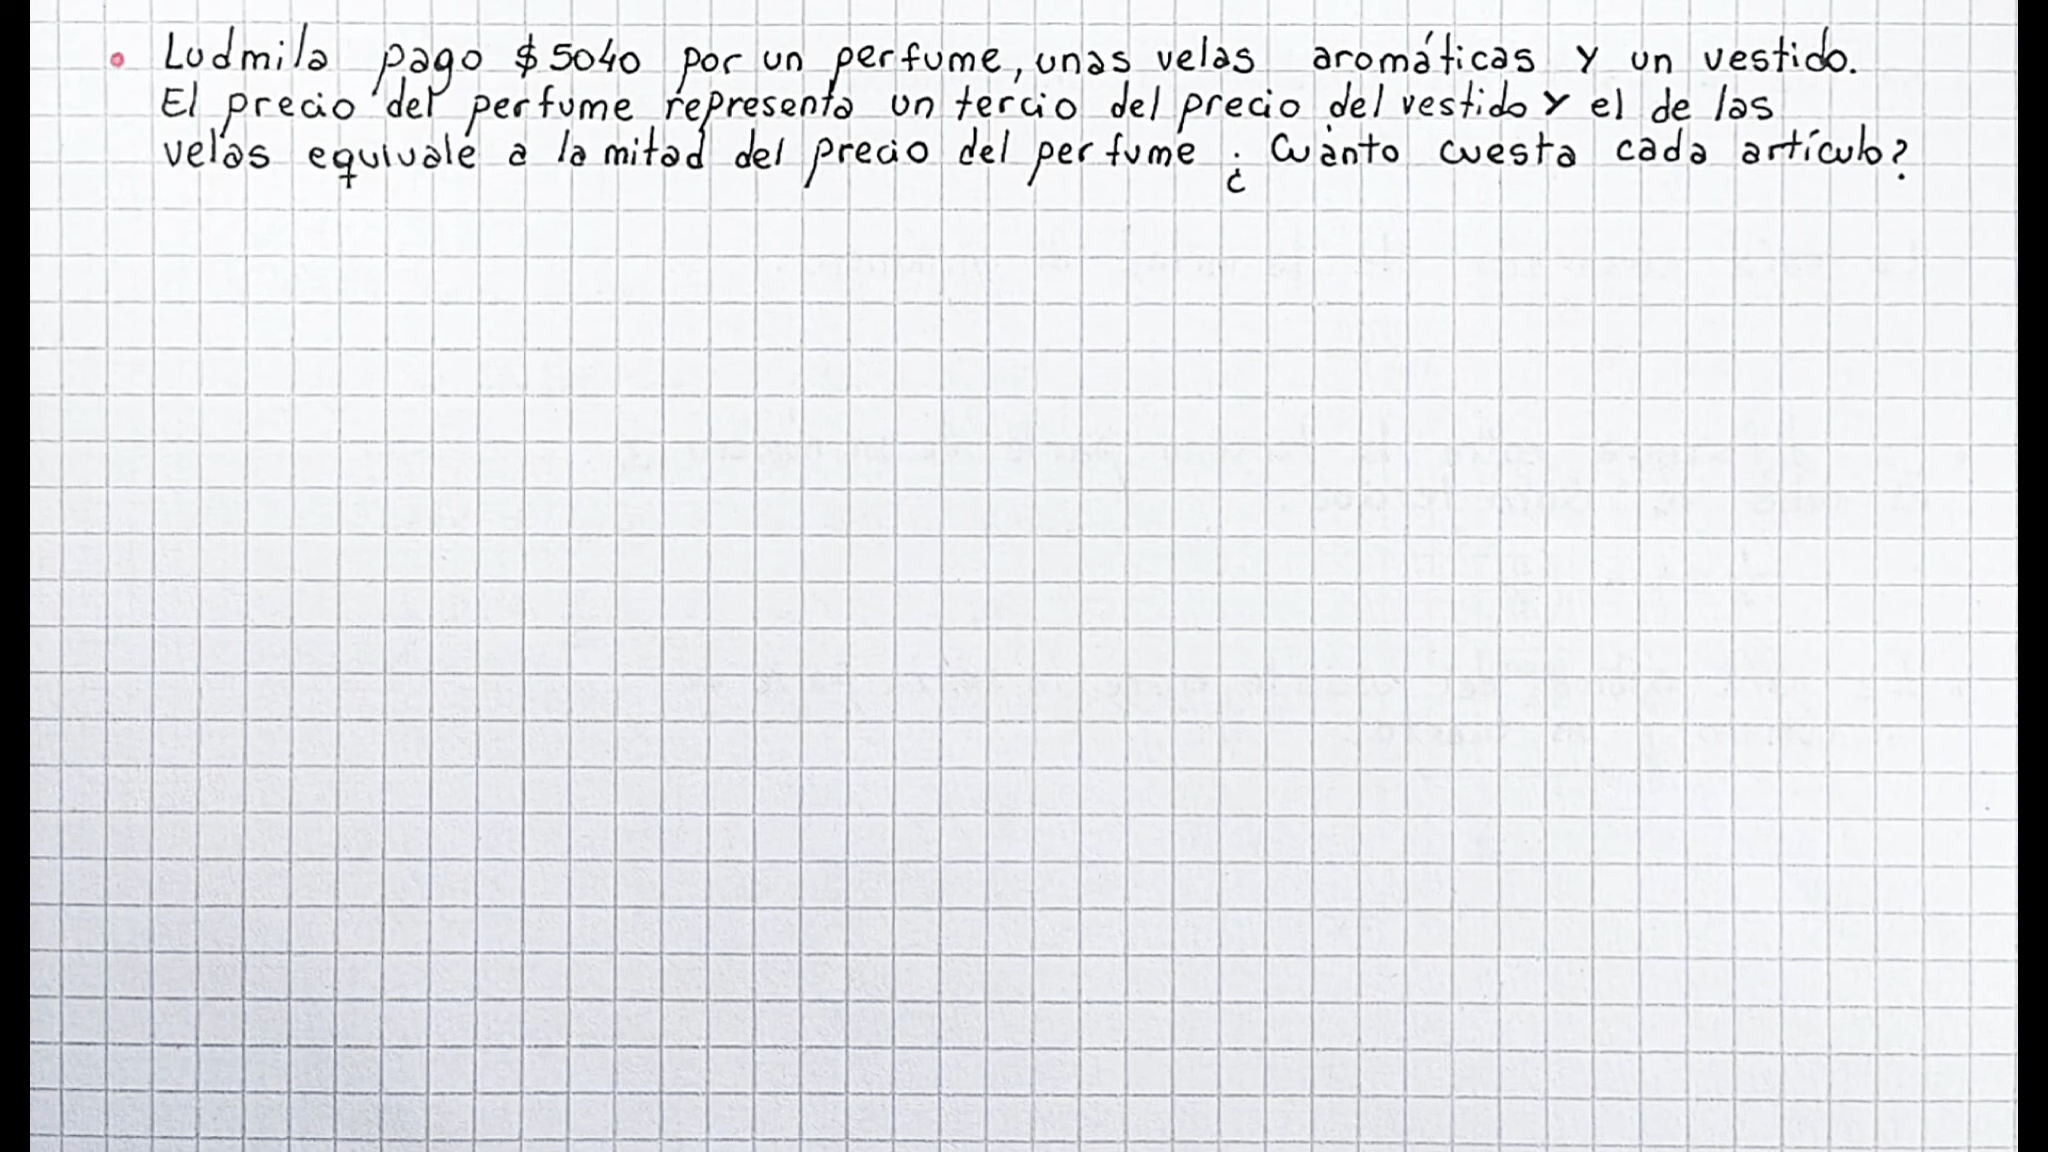 Ludmila pago $5040 por un perfume, unas velas aromáticas y un vestido.
El precio del perfume representa un tercio del precio del vestido y el de las
velas equivale a la mitad del precio del perfume ¿Cuànto cuesta cada artículo?